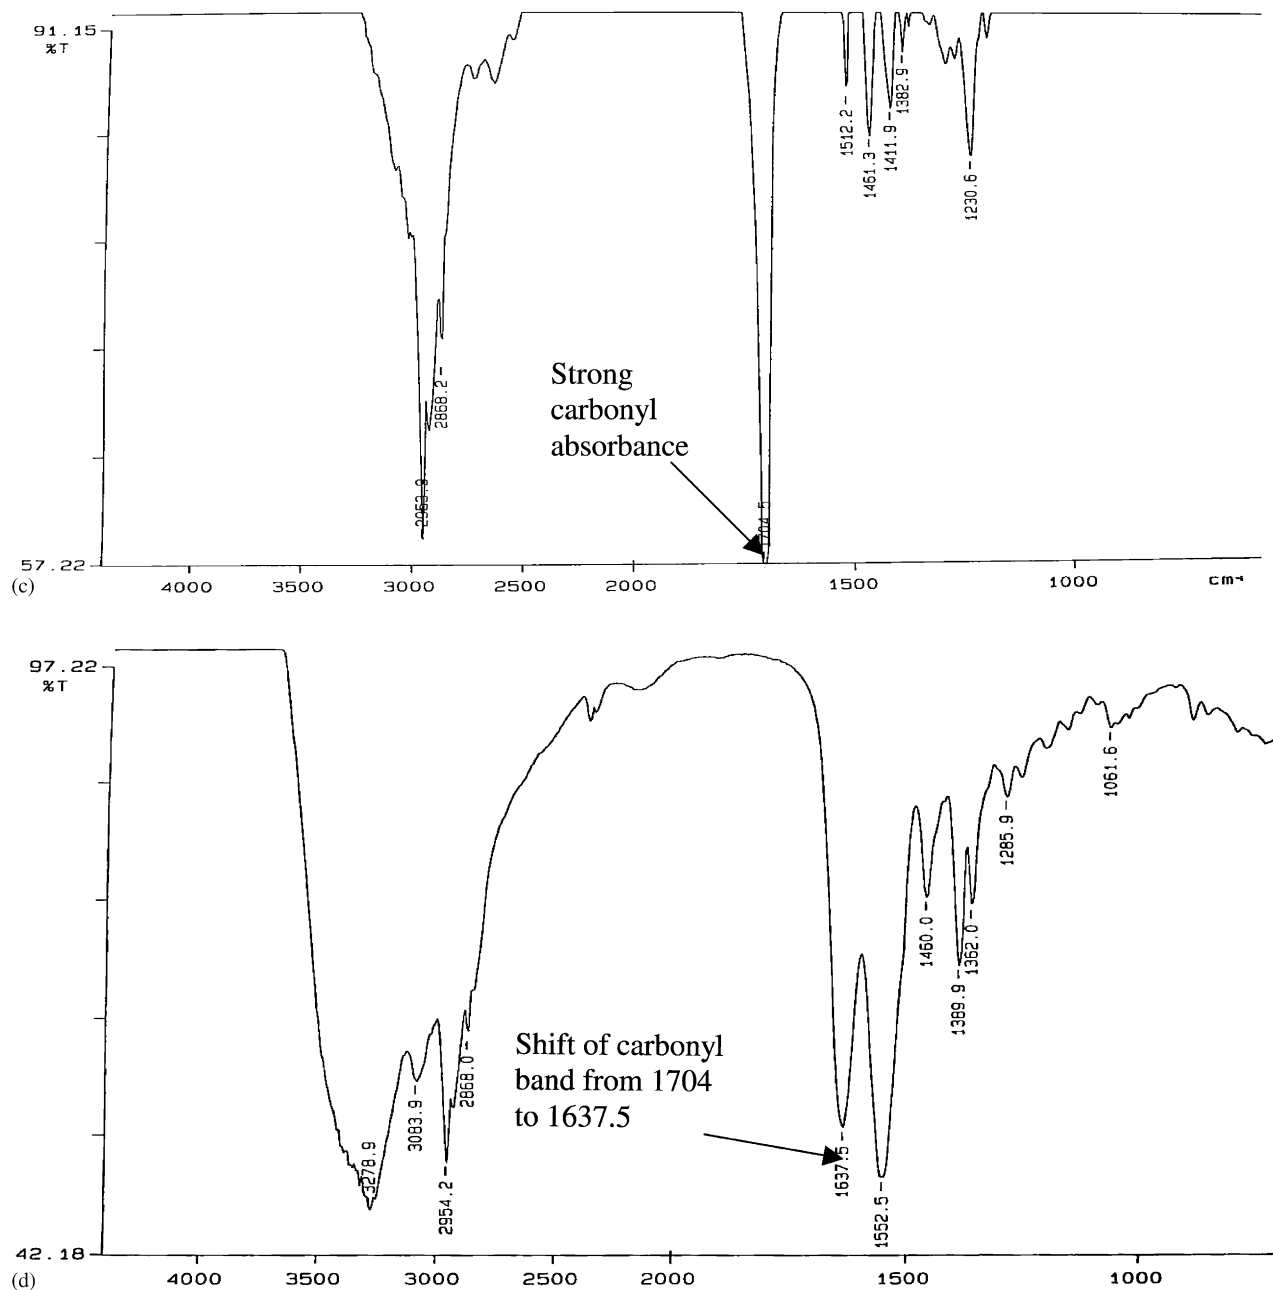 91.15
%T
1512.2
1461.3
1411.9
1382.9
1230.6
2868.2
2953.8
Strong
carbonyl
absorbance
1704.5
57.22
4000 3500 3000 2500 2000 1500 1000 cm⁻¹
(c)
97.22
%T
1061.6
1285.9
1460.0
1362.0
1389.9
3278.9
3083.9
2868.0
2954.2
Shift of carbonyl
band from 1704
to 1637.5
1637.5
1552.5
42.18
4000 3500 3000 2500 2000 1500 1000
(d)